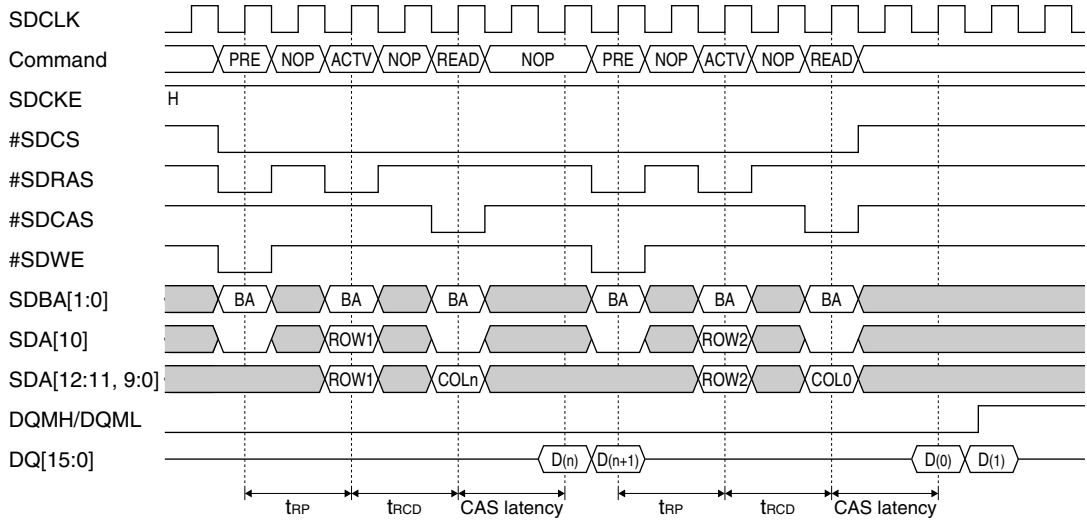 SDCLK
Command PRE NOP ACTV NOP READ NOP PRE NOP ACTV NOP READ
SDCKE H
#SDCS
#SDRAS
#SDCAS
#SDWE
SDBA[1:0] BA BA BA BA BA BA
SDA[10] ROW1 ROW2
SDA[12:11, 9:0] ROW1 COLn ROW2 COL0
DQMH/DQML
DQ[15:0] D(n) D(n+1) D(0) D(1)
tRP tRCD CAS latency tRP tRCD CAS latency